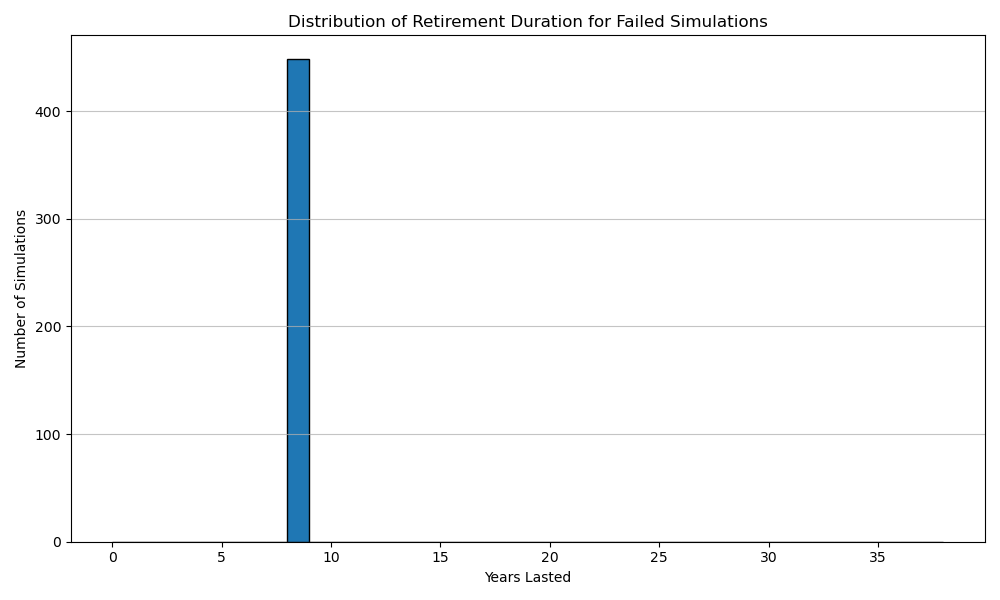 Distribution of Retirement Duration for Failed Simulations
Number of Simulations
400
300
200
100
0
0 5 10 15 20 25 30 35
Years Lasted